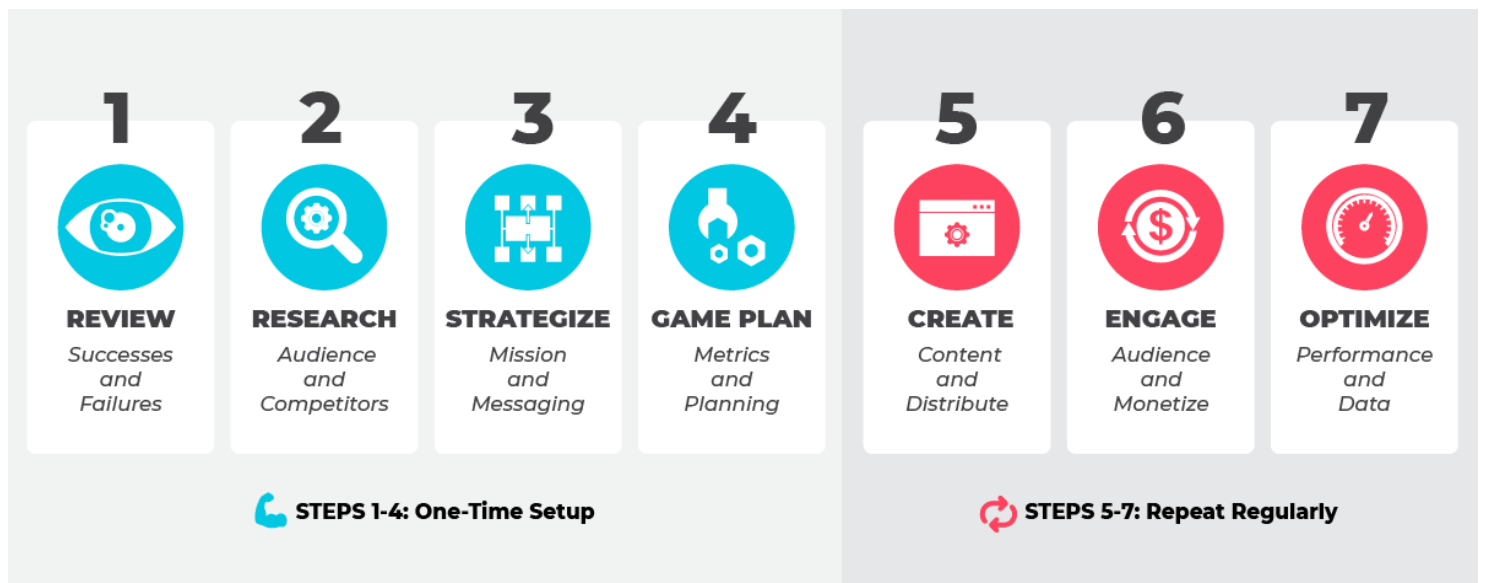 1
REVIEW
Successes
and
Failures
2
RESEARCH
Audience
and
Competitors
3
STRATEGIZE
Mission
and
Messaging
4
GAME PLAN
Metrics
and
Planning
STEPS 1-4: One-Time Setup
5
CREATE
Content
and
Distribute
6
$
ENGAGE
Audience
and
Monetize
7
OPTIMIZE
Performance
and
Data
STEPS 5-7: Repeat Regularly